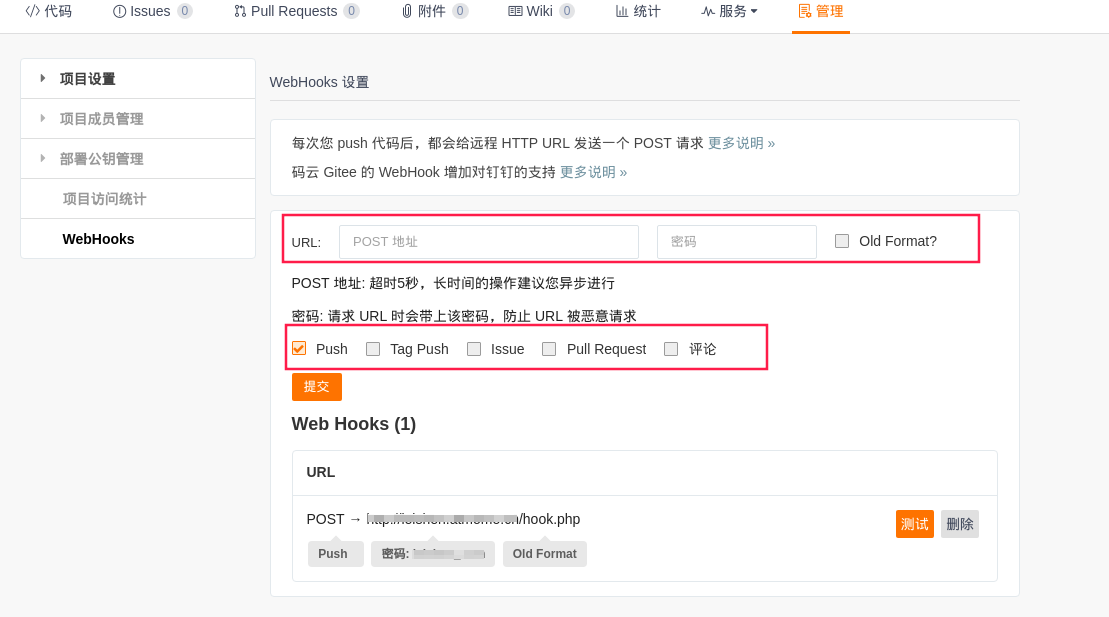 代码 Issues 0 Pull Requests 0 附件 0 Wiki 0 统计 服务 管理
项目设置
项目成员管理
部署公钥管理
项目访问统计
WebHooks
WebHooks 设置
每次您 push 代码后，都会给远程 HTTP URL 发送一个 POST 请求 更多说明 »
码云 Gitee 的 WebHook 增加对钉钉的支持 更多说明 »
URL: POST 地址 密码 Old Format?
POST 地址: 超时5秒，长时间的操作建议您异步进行
密码: 请求 URL 时会带上该密码，防止 URL 被恶意请求
Push Tag Push Issue Pull Request 评论
提交
Web Hooks (1)
URL
POST → /hook.php 测试 删除
Push 密码: Old Format